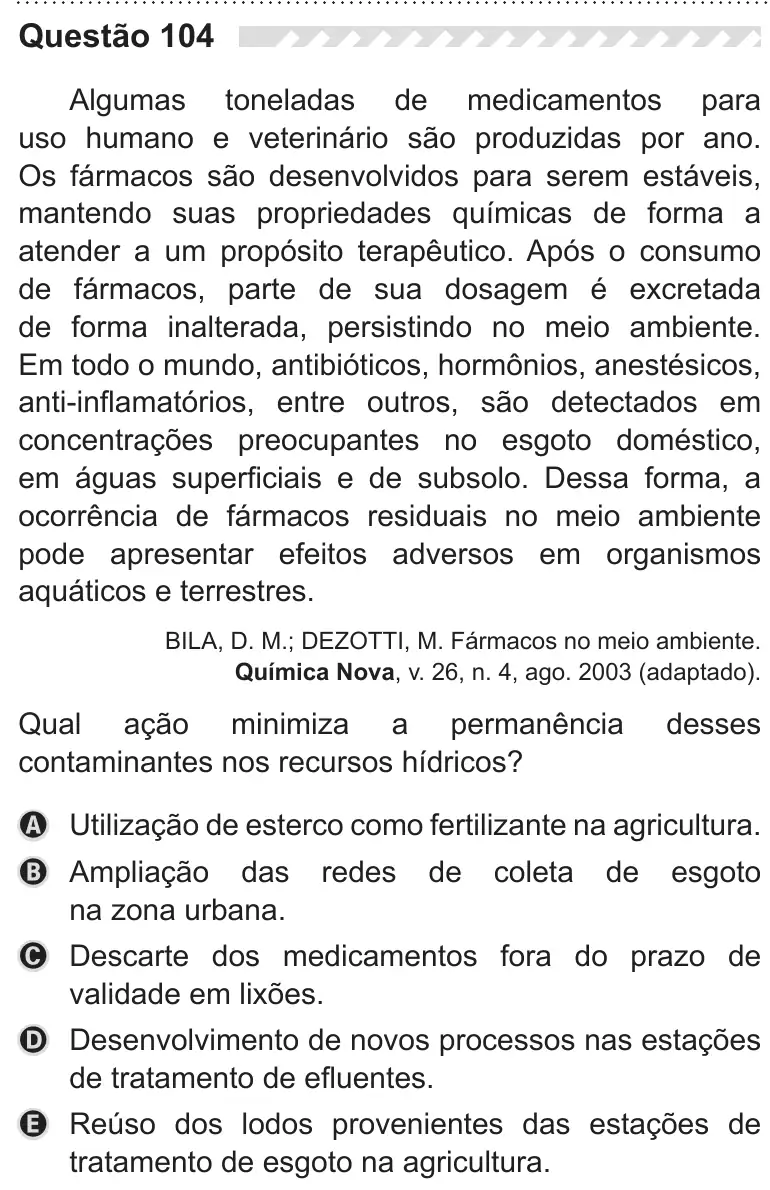 Questão 104
Algumas toneladas de medicamentos para
uso humano e veterinário são produzidas por ano.
Os fármacos são desenvolvidos para serem estáveis,
mantendo suas propriedades químicas de forma a
atender a um propósito terapêutico. Após o consumo
de fármacos, parte de sua dosagem é excretada
de forma inalterada, persistindo no meio ambiente.
Em todo o mundo, antibióticos, hormônios, anestésicos,
anti-inflamatórios, entre outros, são detectados em
concentrações preocupantes no esgoto doméstico,
em águas superficiais e de subsolo. Dessa forma, a
ocorrência de fármacos residuais no meio ambiente
pode apresentar efeitos adversos em organismos
aquáticos e terrestres.
BILA, D. M.; DEZOTTI, M. Fármacos no meio ambiente.
Química Nova, v. 26, n. 4, ago. 2003 (adaptado).
Qual ação minimiza a permanência desses
contaminantes nos recursos hídricos?
A Utilização de esterco como fertilizante na agricultura.
B Ampliação das redes de coleta de esgoto
na zona urbana.
C Descarte dos medicamentos fora do prazo de
validade em lixões.
D Desenvolvimento de novos processos nas estações
de tratamento de efluentes.
E Reúso dos lodos provenientes das estações de
tratamento de esgoto na agricultura.